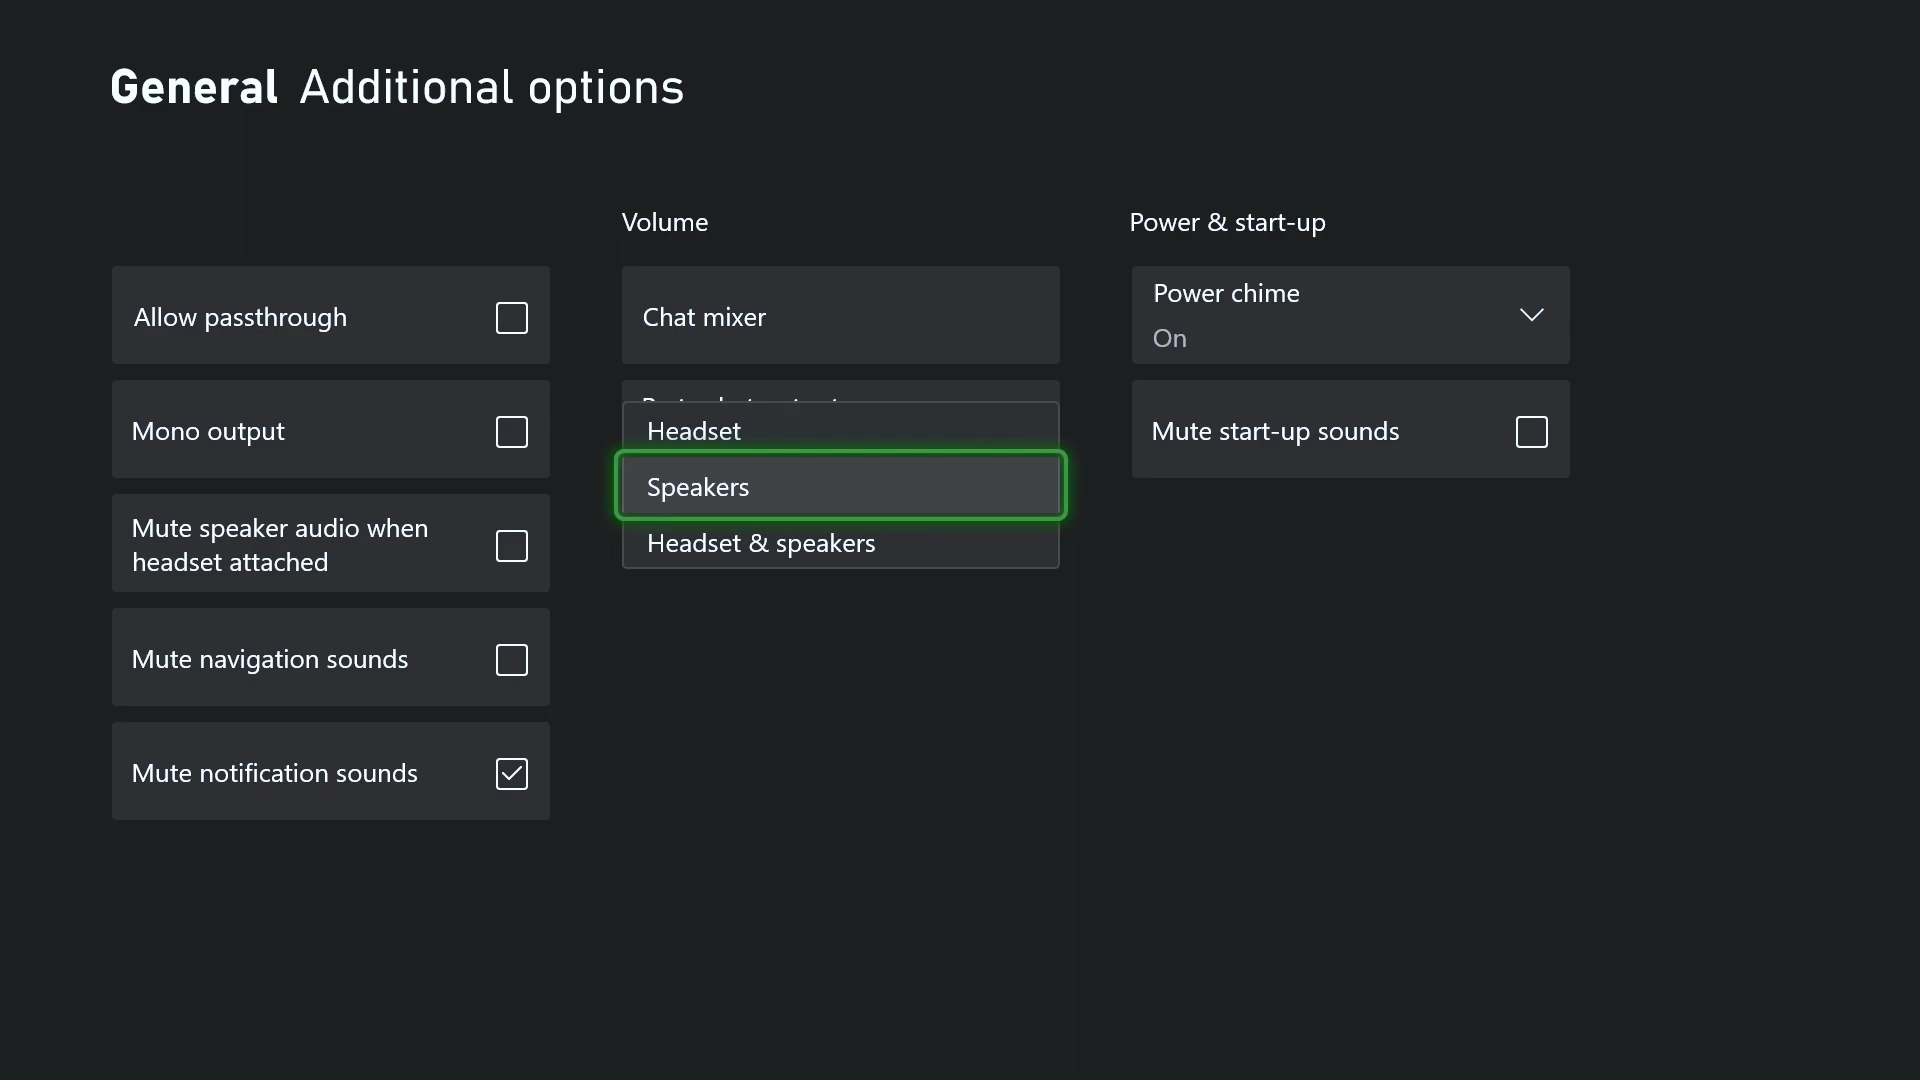 General Additional options
Allow passthrough
Mono output
Mute speaker audio when
headset attached
Mute navigation sounds
Mute notification sounds
Volume
Chat mixer
Headset
Speakers
Headset & speakers
Power & start-up
Power chime
On
Mute start-up sounds